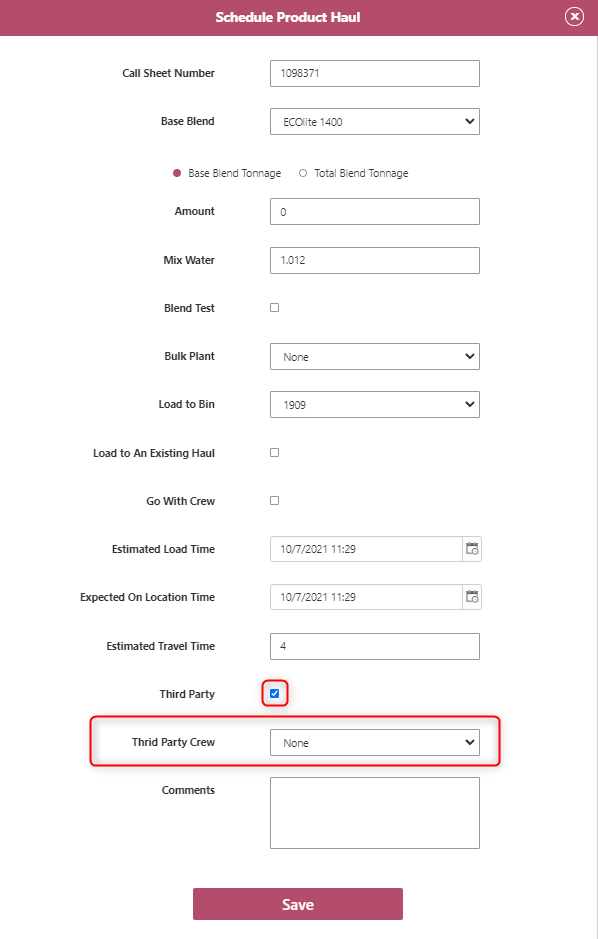 Schedule Product Haul
Call Sheet Number 1098371
Base Blend ECOlite 1400
Base Blend Tonnage Total Blend Tonnage
Amount 0
Mix Water 1.012
Blend Test
Bulk Plant None
Load to Bin 1909
Load to An Existing Haul
Go With Crew
Estimated Load Time 10/7/2021 11:29
Expected On Location Time 10/7/2021 11:29
Estimated Travel Time 4
Third Party
Thrid Party Crew None
Comments
Save